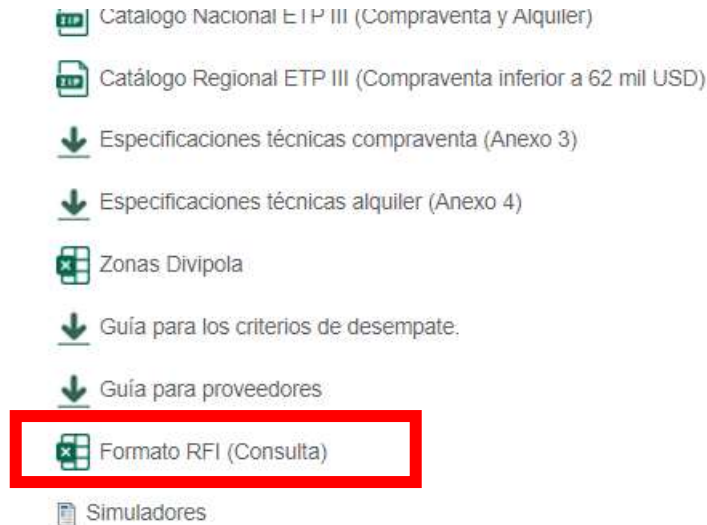 Catálogo Nacional ETP III (Compraventa y Alquiler)
Catálogo Regional ETP III (Compraventa inferior a 62 mil USD)
Especificaciones técnicas compraventa (Anexo 3)
Especificaciones técnicas alquiler (Anexo 4)
Zonas Divipola
Guía para los criterios de desempate.
Guía para proveedores
Formato RFI (Consulta)
Simuladores